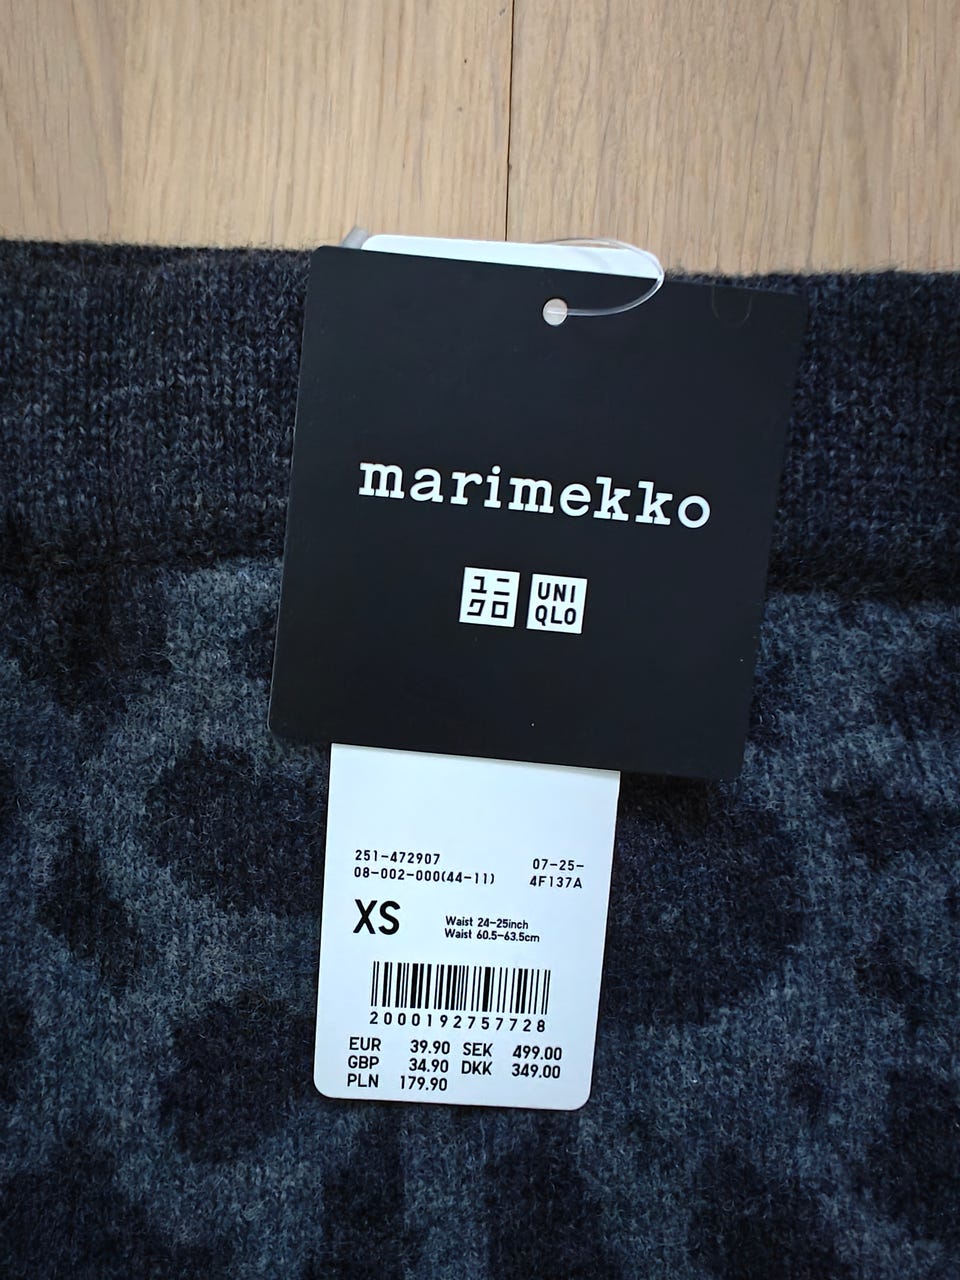 marimekko
ユニ UNI
クロ QLO
251-472907 07-25-
08-002-000(44-11) 4F137A
XS Waist 24-25inch
Waist 60.5-63.5cm
2000192757728
EUR 39.90 SEK 499.00
GBP 34.90 DKK 349.00
PLN 179.90